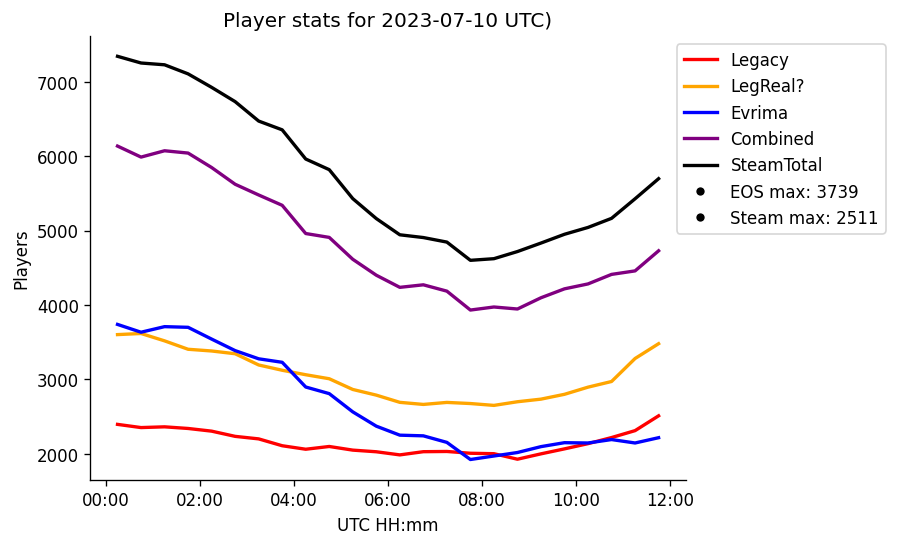 Player stats for 2023-07-10 UTC)
Legacy
LegReal?
Evrima
Combined
SteamTotal
EOS max: 3739
Steam max: 2511
Players
7000
6000
5000
4000
3000
2000
00:00 02:00 04:00 06:00 08:00 10:00 12:00
UTC HH:mm